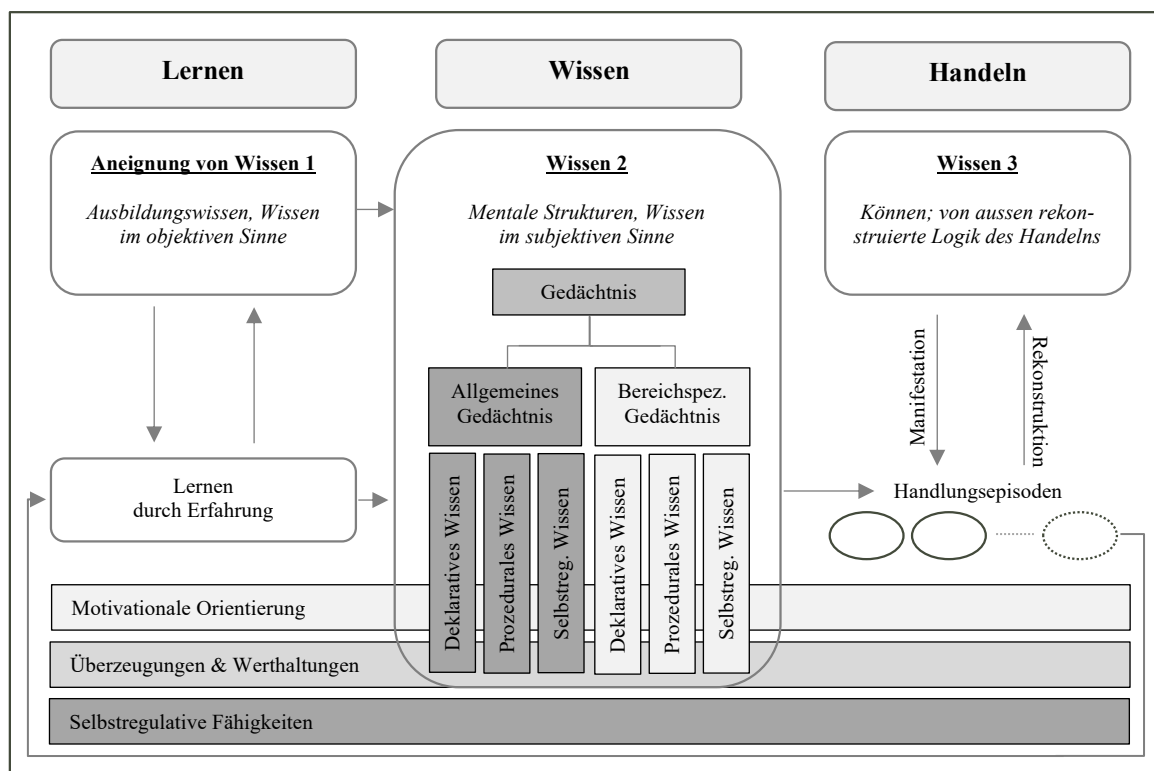 Lernen
Wissen
Handeln
Aneignung von Wissen 1
Ausbildungswissen, Wissen
im objektiven Sinne
Wissen 2
Mentale Strukturen, Wissen
im subjektiven Sinne
Wissen 3
Können; von aussen rekon-
struierte Logik des Handelns
Gedächtnis
Allgemeines
Gedächtnis
Bereichspez.
Gedächtnis
Deklaratives Wissen
Prozedurales Wissen
Selbstreg. Wissen
Deklaratives Wissen
Prozedurales Wissen
Selbstreg. Wissen
Manifestation
Rekonstruktion
Lernen
durch Erfahrung
Handlungsepisoden
Motivationale Orientierung
Überzeugungen & Werthaltungen
Selbstregulative Fähigkeiten